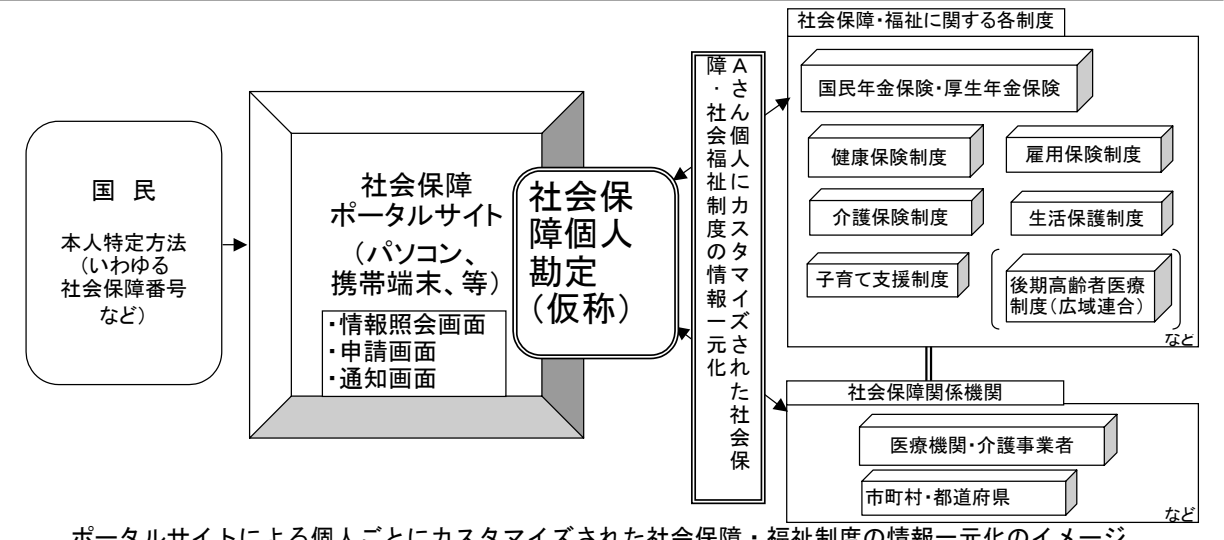 国　民
本人特定方法
（いわゆる
社会保障番号
など）
社会保障
ポータルサイト
（パソコン、
携帯端末、等）
・情報照会画面
・申請画面
・通知画面
社会保
障個人
勘定
（仮称）
Aさん個人にカスタマイズされた社会保
障・社会福祉制度の情報一元化
社会保障・福祉に関する各制度
国民年金保険・厚生年金保険
健康保険制度
雇用保険制度
介護保険制度
生活保護制度
子育て支援制度
後期高齢者医療
制度（広域連合）
など
社会保障関係機関
医療機関・介護事業者
市町村・都道府県
など
ポータルサイトによる個人ごとにカスタマイズされた社会保障・福祉制度の情報一元化のイメージ